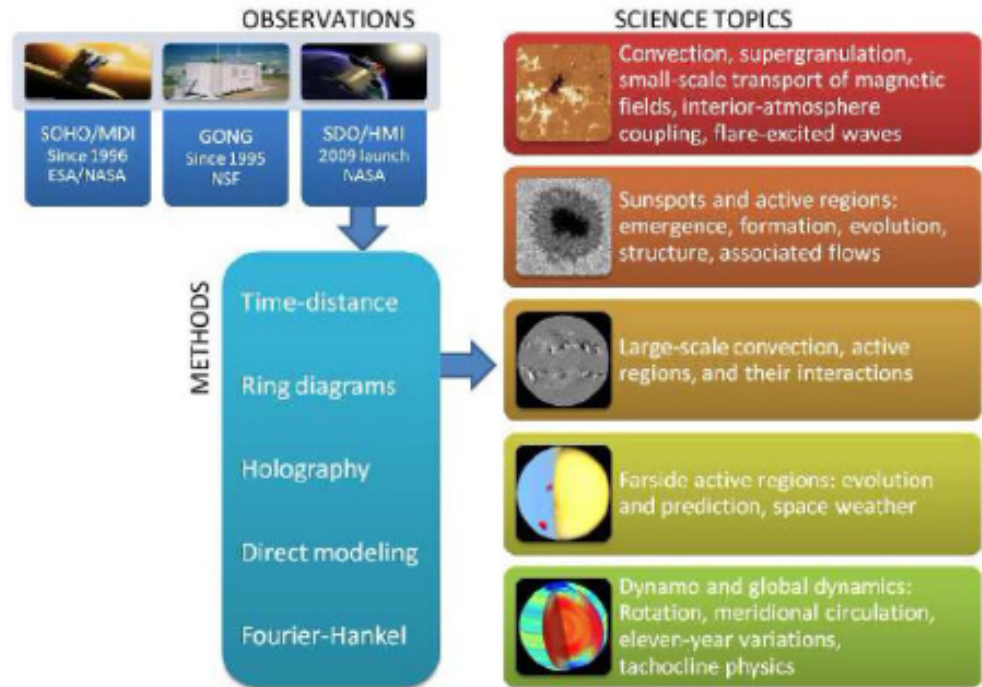 OBSERVATIONS
SOHO/MDI
Since 1996
ESA/NASA
GONG
Since 1995
NSF
SDO/HMI
2009 launch
NASA
METHODS
Time-distance
Ring diagrams
Holography
Direct modeling
Fourier-Hankel
SCIENCE TOPICS
Convection, supergranulation,
small-scale transport of magnetic
fields, interior-atmosphere
coupling, flare-excited waves
Sunspots and active regions:
emergence, formation, evolution,
structure, associated flows
Large-scale convection, active
regions, and their interactions
Farside active regions: evolution
and prediction, space weather
Dynamo and global dynamics:
Rotation, meridional circulation,
eleven-year variations,
tachocline physics